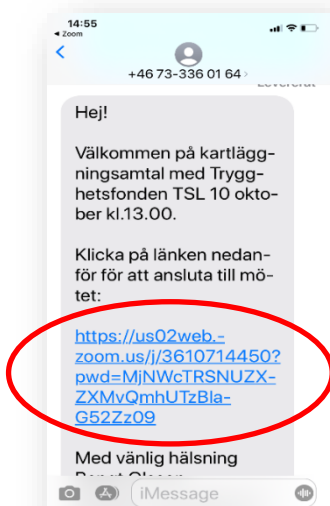 14:55
Zoom
+46 73-336 01 64
Hej!
Välkommen på kartlägg-
ningsamtal med Trygg-
hetsfonden TSL 10 okto-
ber kl.13.00.
Klicka på länken nedan-
för för att ansluta till mö-
tet:
https://us02web.-
zoom.us/j/3610714450?
pwd=MjNWcTRSNUZX-
ZXMvQmhUTzBla-
G52Zz09
Med vänlig hälsning
iMessage